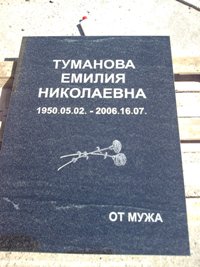 ТУМАНОВА
ЕМИЛИЯ
НИКОЛАЕВНА
1950.05.02. - 2006.16.07.
ОТ МУЖА